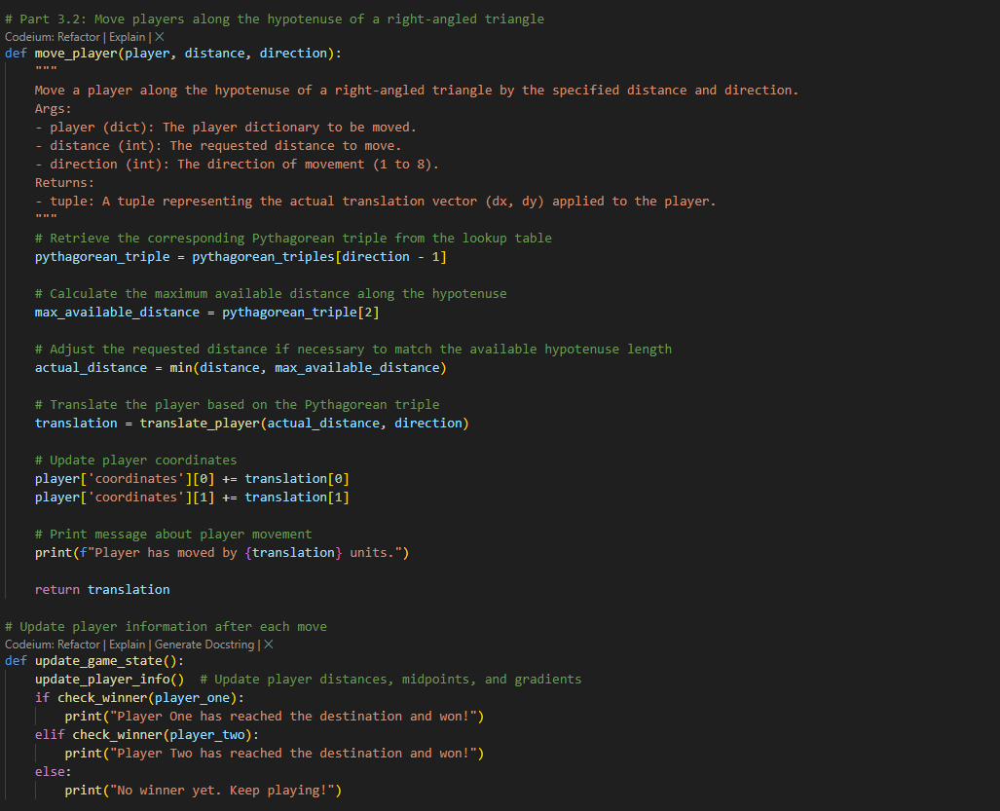 # Part 3.2: Move players along the hypotenuse of a right-angled triangle
Codeium: Refactor | Explain | X
def move_player(player, distance, direction):
    """
    Move a player along the hypotenuse of a right-angled triangle by the specified distance and direction.
    Args:
    - player (dict): The player dictionary to be moved.
    - distance (int): The requested distance to move.
    - direction (int): The direction of movement (1 to 8).
    Returns:
    - tuple: A tuple representing the actual translation vector (dx, dy) applied to the player.
    """
    # Retrieve the corresponding Pythagorean triple from the lookup table
    pythagorean_triple = pythagorean_triples[direction - 1]

    # Calculate the maximum available distance along the hypotenuse
    max_available_distance = pythagorean_triple[2]

    # Adjust the requested distance if necessary to match the available hypotenuse length
    actual_distance = min(distance, max_available_distance)

    # Translate the player based on the Pythagorean triple
    translation = translate_player(actual_distance, direction)

    # Update player coordinates
    player['coordinates'][0] += translation[0]
    player['coordinates'][1] += translation[1]

    # Print message about player movement
    print(f"Player has moved by {translation} units.")

    return translation

# Update player information after each move
Codeium: Refactor | Explain | Generate Docstring | X
def update_game_state():
    update_player_info()  # Update player distances, midpoints, and gradients
    if check_winner(player_one):
        print("Player One has reached the destination and won!")
    elif check_winner(player_two):
        print("Player Two has reached the destination and won!")
    else:
        print("No winner yet. Keep playing!")